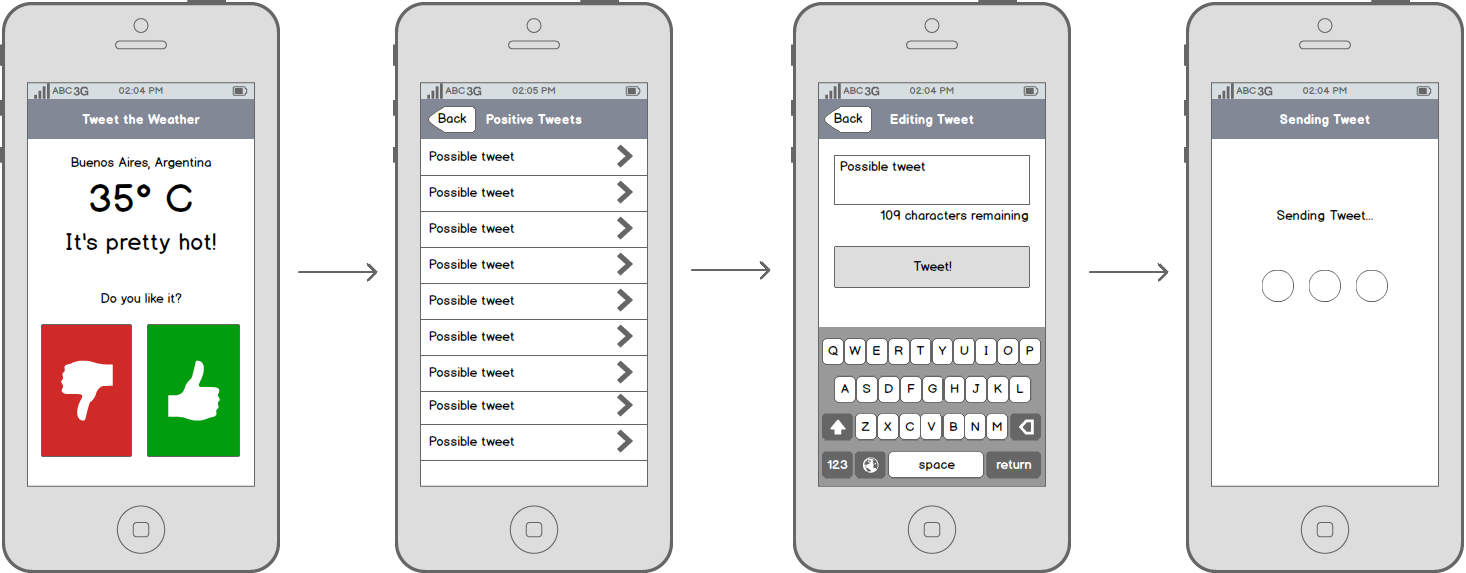 ABC 3G 02:04 PM
Tweet the Weather
Buenos Aires, Argentina
35° C
It's pretty hot!
Do you like it?
ABC 3G 02:05 PM
Back Positive Tweets
Possible tweet
Possible tweet
Possible tweet
Possible tweet
Possible tweet
Possible tweet
Possible tweet
Possible tweet
Possible tweet
ABC 3G 02:04 PM
Back Editing Tweet
Possible tweet
109 characters remaining
Tweet!
Q W E R T Y U I O P
A S D F G H J K L
Z X C V B N M
123 space return
ABC 3G 02:04 PM
Sending Tweet
Sending Tweet...